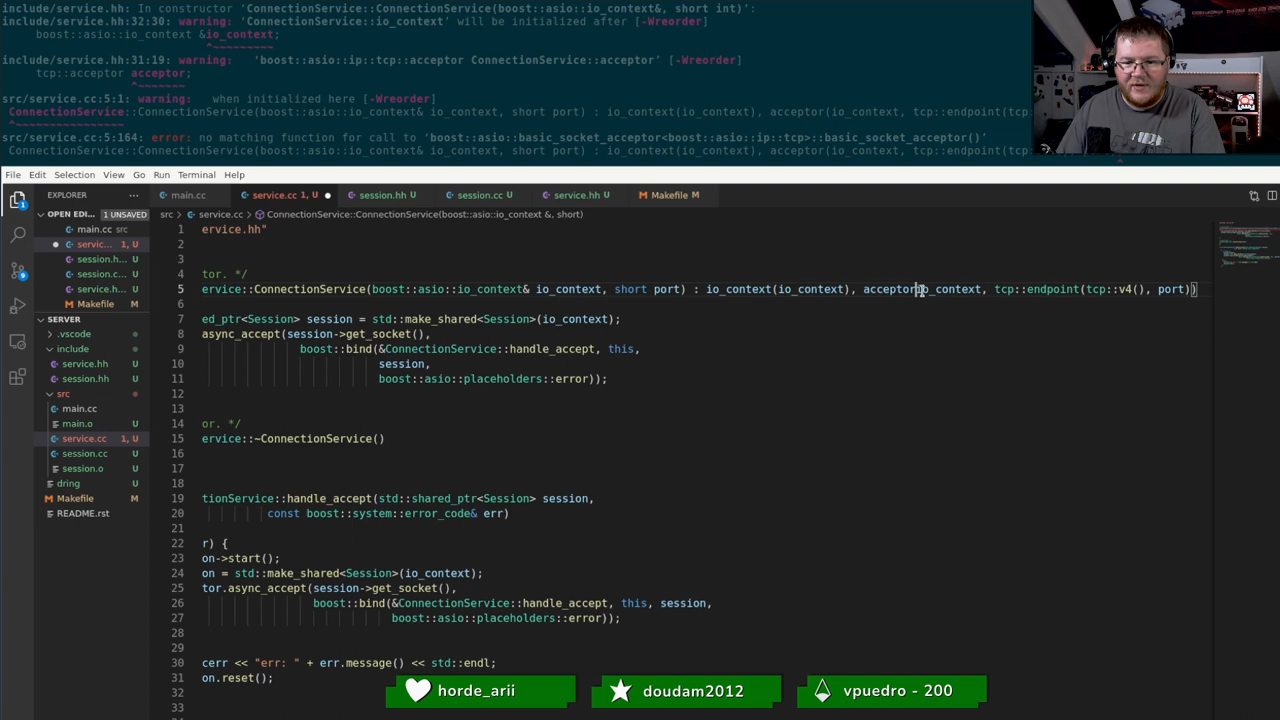 include/service.hh: In constructor 'ConnectionService::ConnectionService(boost::asio::io_context&, short int)':
include/service.hh:32:30: warning: 'ConnectionService::io_context' will be initialized after [-Wreorder]
boost::asio::io_context &io_context;
^~~~~~~~~~
include/service.hh:31:19: warning:   'boost::asio::ip::tcp::acceptor ConnectionService::acceptor' [-Wreorder]
tcp::acceptor acceptor;
^~~~~~~~
src/service.cc:5:1: warning:   when initialized here [-Wreorder]
ConnectionService::ConnectionService(boost::asio::io_context& io_context, short port) : io_context(io_context), acceptor(io_context, tcp::endpoint(tcp:
^~~~~~~~~~~~~~~~~
src/service.cc:5:164: error: no matching function for call to 'boost::asio::basic_socket_acceptor<boost::asio::ip::tcp>::basic_socket_acceptor()'
ConnectionService::ConnectionService(boost::asio::io_context& io_context, short port) : io_context(io_context), acceptor(io_context, tcp::endpoint(tcp:
^
File Edit Selection View Go Run Terminal Help
EXPLORER ...
main.cc service.cc 1, U ● session.hh U session.cc U service.hh U Makefile M
OPEN EDI... 1 UNSAVED
src > service.cc > ConnectionService::ConnectionService(boost::asio::io_context &, short)
main.cc src
● servic... 1, U
session.h... U
session.c... U
service.h... U
Makefile M
SERVER
.vscode
include
service.hh U
session.hh U
src
main.cc
main.o U
service.cc 1, U
session.cc U
session.o U
dring U
Makefile M
README.rst
1 ervice.hh"
2
3
4 tor. */
5 ervice::ConnectionService(boost::asio::io_context& io_context, short port) : io_context(io_context), acceptor(io_context, tcp::endpoint(tcp::v4(), port))
6
7 ed_ptr<Session> session = std::make_shared<Session>(io_context);
8 async_accept(session->get_socket(),
9 boost::bind(&ConnectionService::handle_accept, this,
10 session,
11 boost::asio::placeholders::error));
12
13
14 or. */
15 ervice::~ConnectionService()
16
17
18
19 tionService::handle_accept(std::shared_ptr<Session> session,
20 const boost::system::error_code& err)
21
22 r) {
23 on->start();
24 on = std::make_shared<Session>(io_context);
25 tor.async_accept(session->get_socket(),
26 boost::bind(&ConnectionService::handle_accept, this, session,
27 boost::asio::placeholders::error));
28
29
30 cerr << "err: " + err.message() << std::endl;
31 on.reset();
32
33
horde_arii
doudam2012
vpuedro - 200